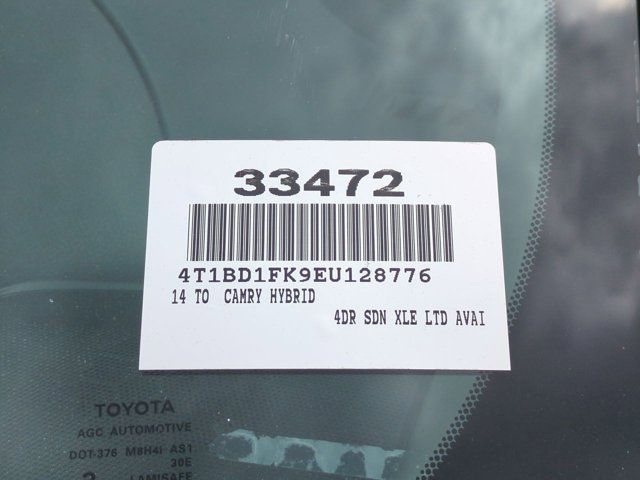 33472
4T1BD1FK9EU128776
14 TO CAMRY HYBRID
4DR SDN XLE LTD AVAI
TOYOTA
AGC AUTOMOTIVE
DOT-376 M8H4I AS1
30E
LAMISAFE